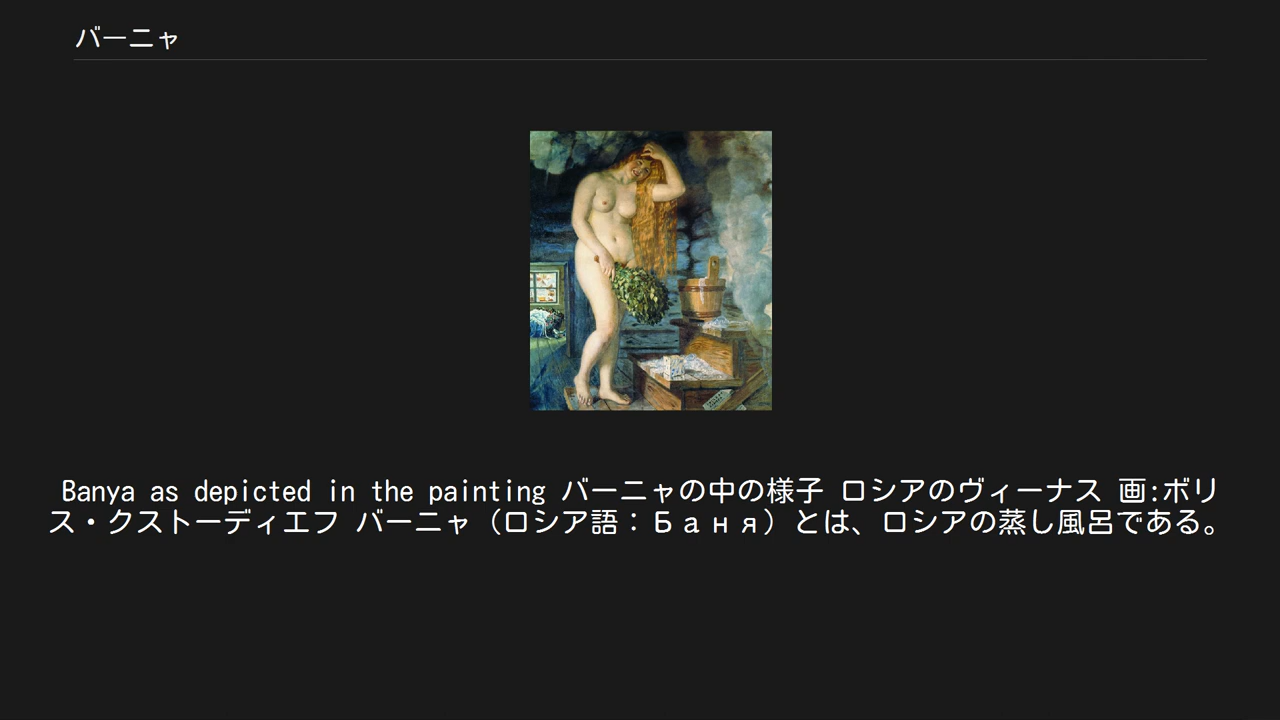 バーニャ
Banya as depicted in the painting バーニャの中の様子 ロシアのヴィーナス 画:ボリ
ス・クストーディエフ バーニャ（ロシア語：Баня）とは、ロシアの蒸し風呂である。